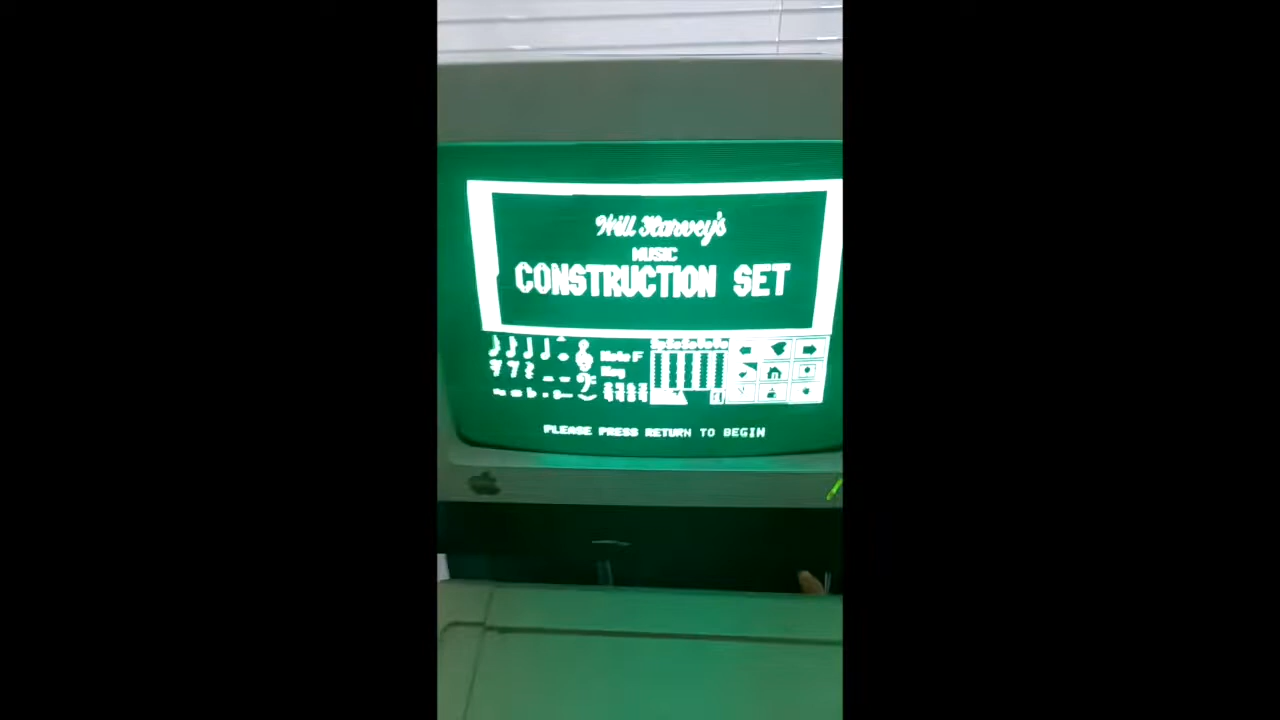 Will Harvey's
MUSIC
CONSTRUCTION SET
PLEASE PRESS RETURN TO BEGIN